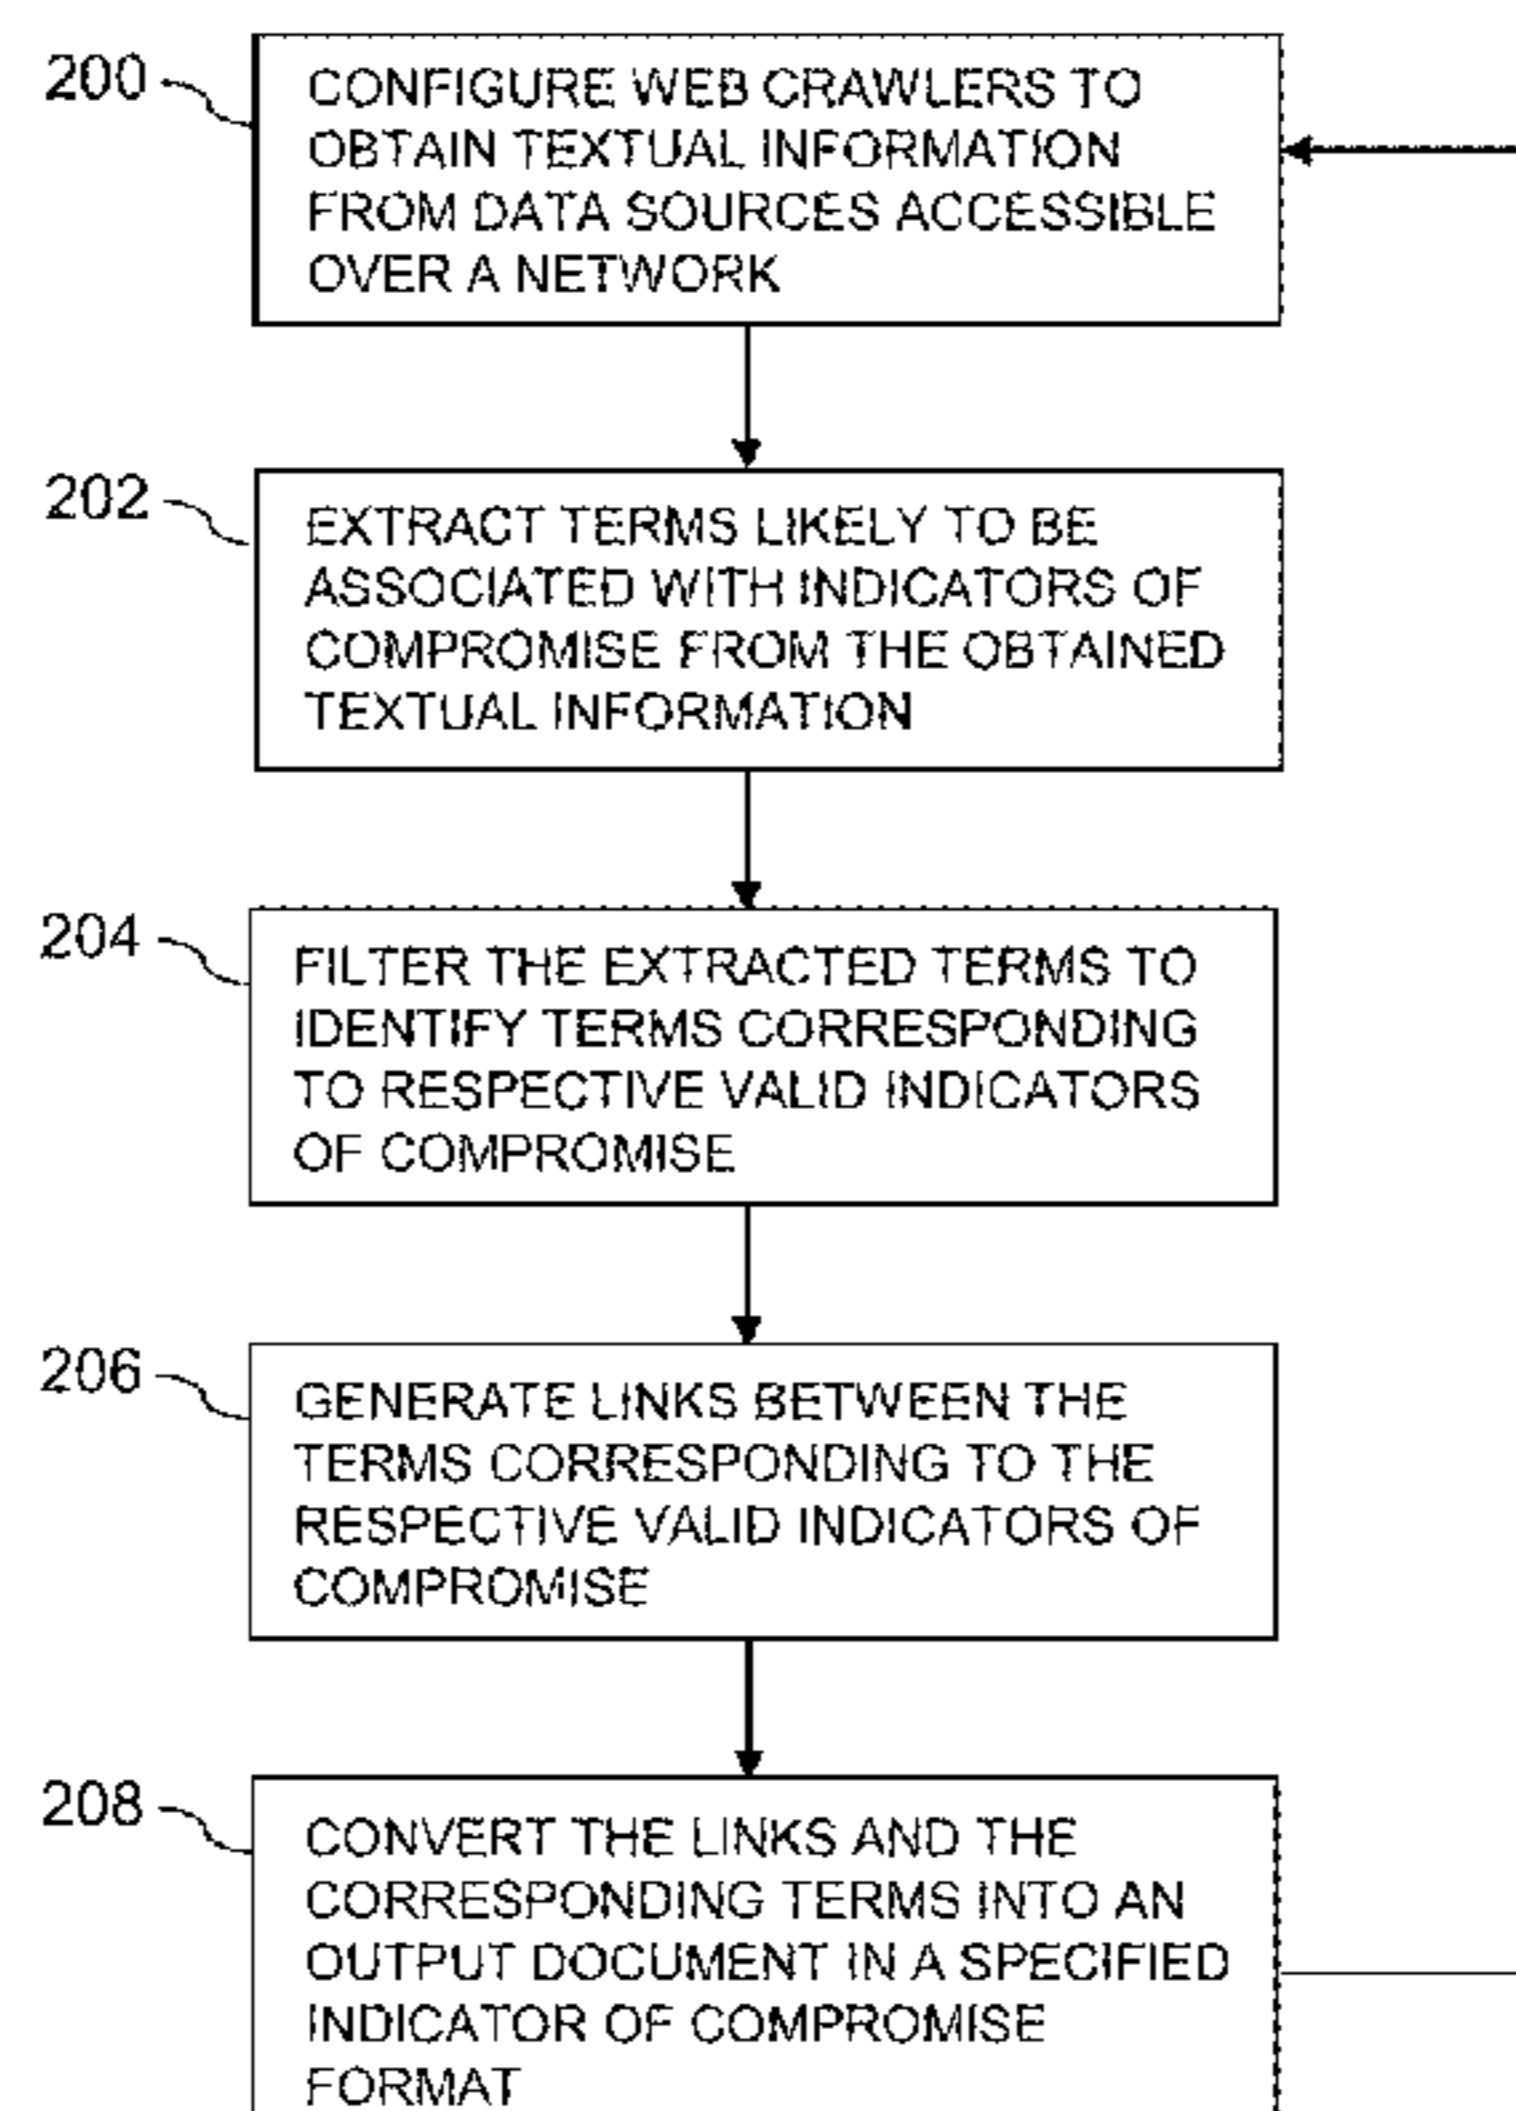 200
CONFIGURE WEB CRAWLERS TO
OBTAIN TEXTUAL INFORMATION
FROM DATA SOURCES ACCESSIBLE
OVER A NETWORK
202
EXTRACT TERMS LIKELY TO BE
ASSOCIATED WITH INDICATORS OF
COMPROMISE FROM THE OBTAINED
TEXTUAL INFORMATION
204
FILTER THE EXTRACTED TERMS TO
IDENTIFY TERMS CORRESPONDING
TO RESPECTIVE VALID INDICATORS
OF COMPROMISE
206
GENERATE LINKS BETWEEN THE
TERMS CORRESPONDING TO THE
RESPECTIVE VALID INDICATORS OF
COMPROMISE
208
CONVERT THE LINKS AND THE
CORRESPONDING TERMS INTO AN
OUTPUT DOCUMENT IN A SPECIFIED
INDICATOR OF COMPROMISE
FORMAT